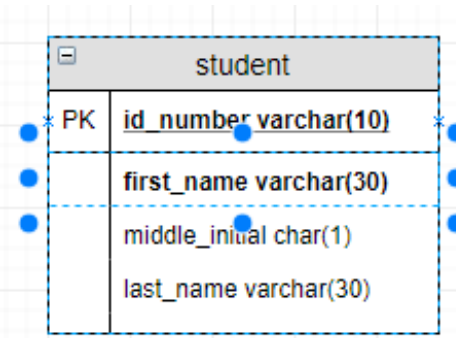 student
PK id_number varchar(10)
first_name varchar(30)
middle_initial char(1)
last_name varchar(30)